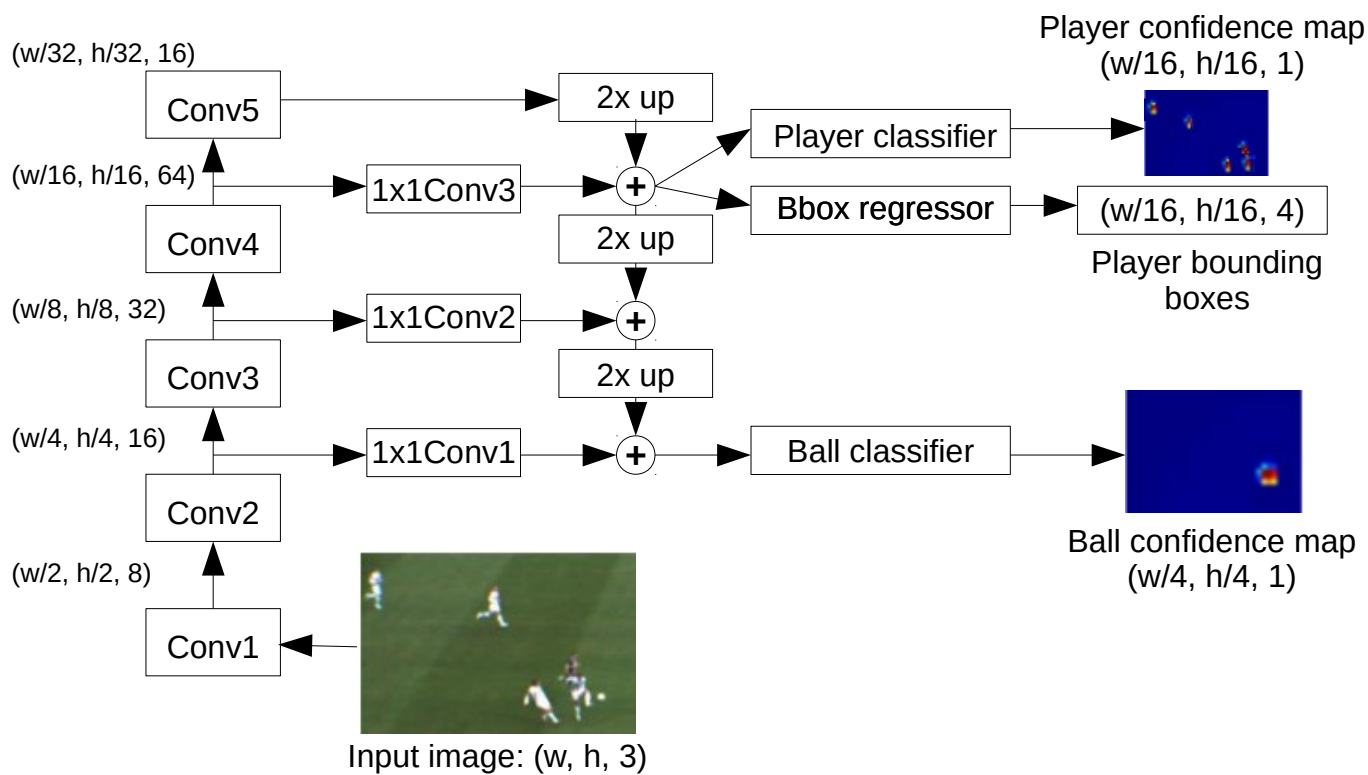 Player confidence map
(w/16, h/16, 1)
(w/32, h/32, 16)
Conv5
2x up
Player classifier
(w/16, h/16, 64)
1x1Conv3
+
Bbox regressor
(w/16, h/16, 4)
Conv4
2x up
Player bounding
boxes
(w/8, h/8, 32)
1x1Conv2
+
Conv3
2x up
(w/4, h/4, 16)
1x1Conv1
+
Ball classifier
Conv2
Ball confidence map
(w/4, h/4, 1)
(w/2, h/2, 8)
Conv1
Input image: (w, h, 3)